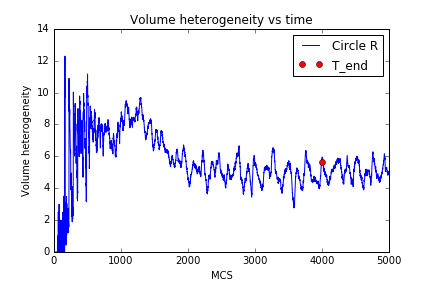 Volume heterogeneity vs time
Circle R
T_end
Volume heterogeneity
14
12
10
8
6
4
2
0
0 1000 2000 3000 4000 5000
MCS